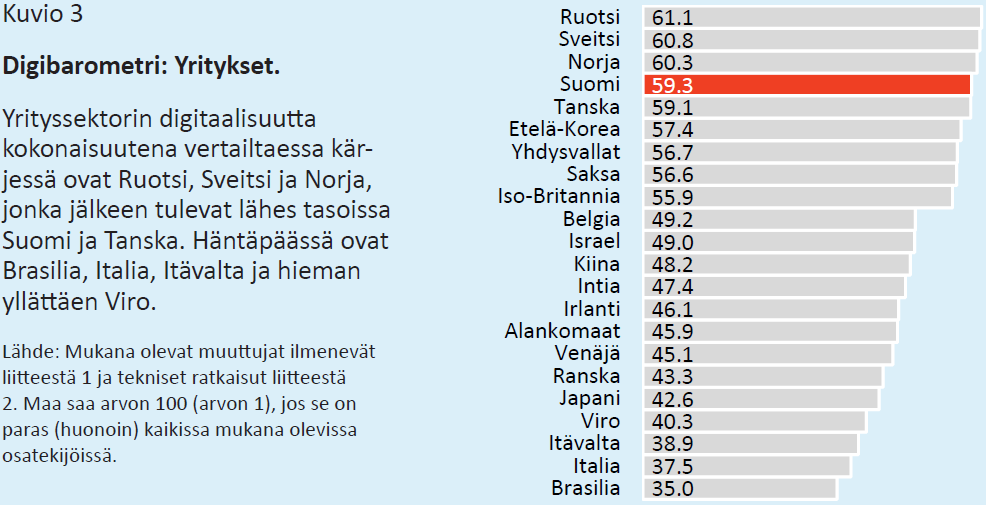 Kuvio 3
Digibarometri: Yritykset.
Yrityssektorin digitaalisuutta
kokonaisuutena vertailtaessa kär-
jessä ovat Ruotsi, Sveitsi ja Norja,
jonka jälkeen tulevat lähes tasoissa
Suomi ja Tanska. Häntäpäässä ovat
Brasilia, Italia, Itävalta ja hieman
yllättäen Viro.
Lähde: Mukana olevat muuttujat ilmenevät
liitteestä 1 ja tekniset ratkaisut liitteestä
2. Maa saa arvon 100 (arvon 1), jos se on
paras (huonoin) kaikissa mukana olevissa
osatekijöissä.
Ruotsi 61.1
Sveitsi 60.8
Norja 60.3
Suomi 59.3
Tanska 59.1
Etelä-Korea 57.4
Yhdysvallat 56.7
Saksa 56.6
Iso-Britannia 55.9
Belgia 49.2
Israel 49.0
Kiina 48.2
Intia 47.4
Irlanti 46.1
Alankomaat 45.9
Venäjä 45.1
Ranska 43.3
Japani 42.6
Viro 40.3
Itävalta 38.9
Italia 37.5
Brasilia 35.0